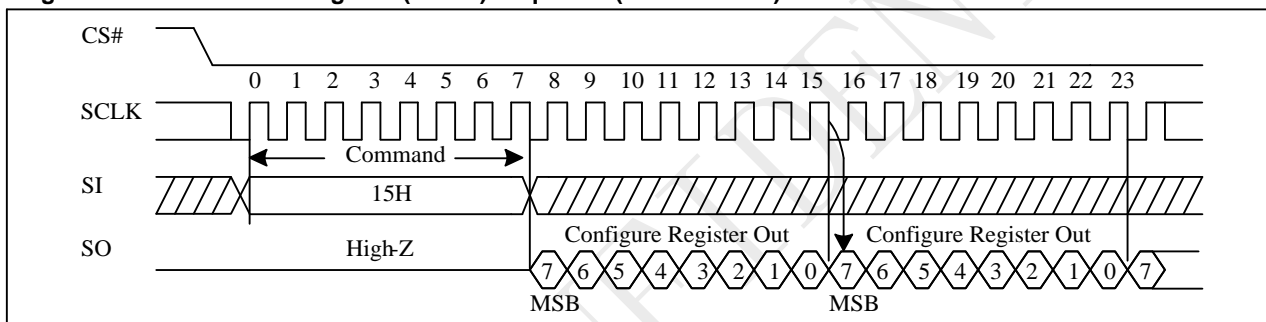 CS#
0 1 2 3 4 5 6 7 8 9 10 11 12 13 14 15 16 17 18 19 20 21 22 23
SCLK
Command
SI
15H
Configure Register Out Configure Register Out
SO
High-Z
7 6 5 4 3 2 1 0 7 6 5 4 3 2 1 0 7
MSB MSB